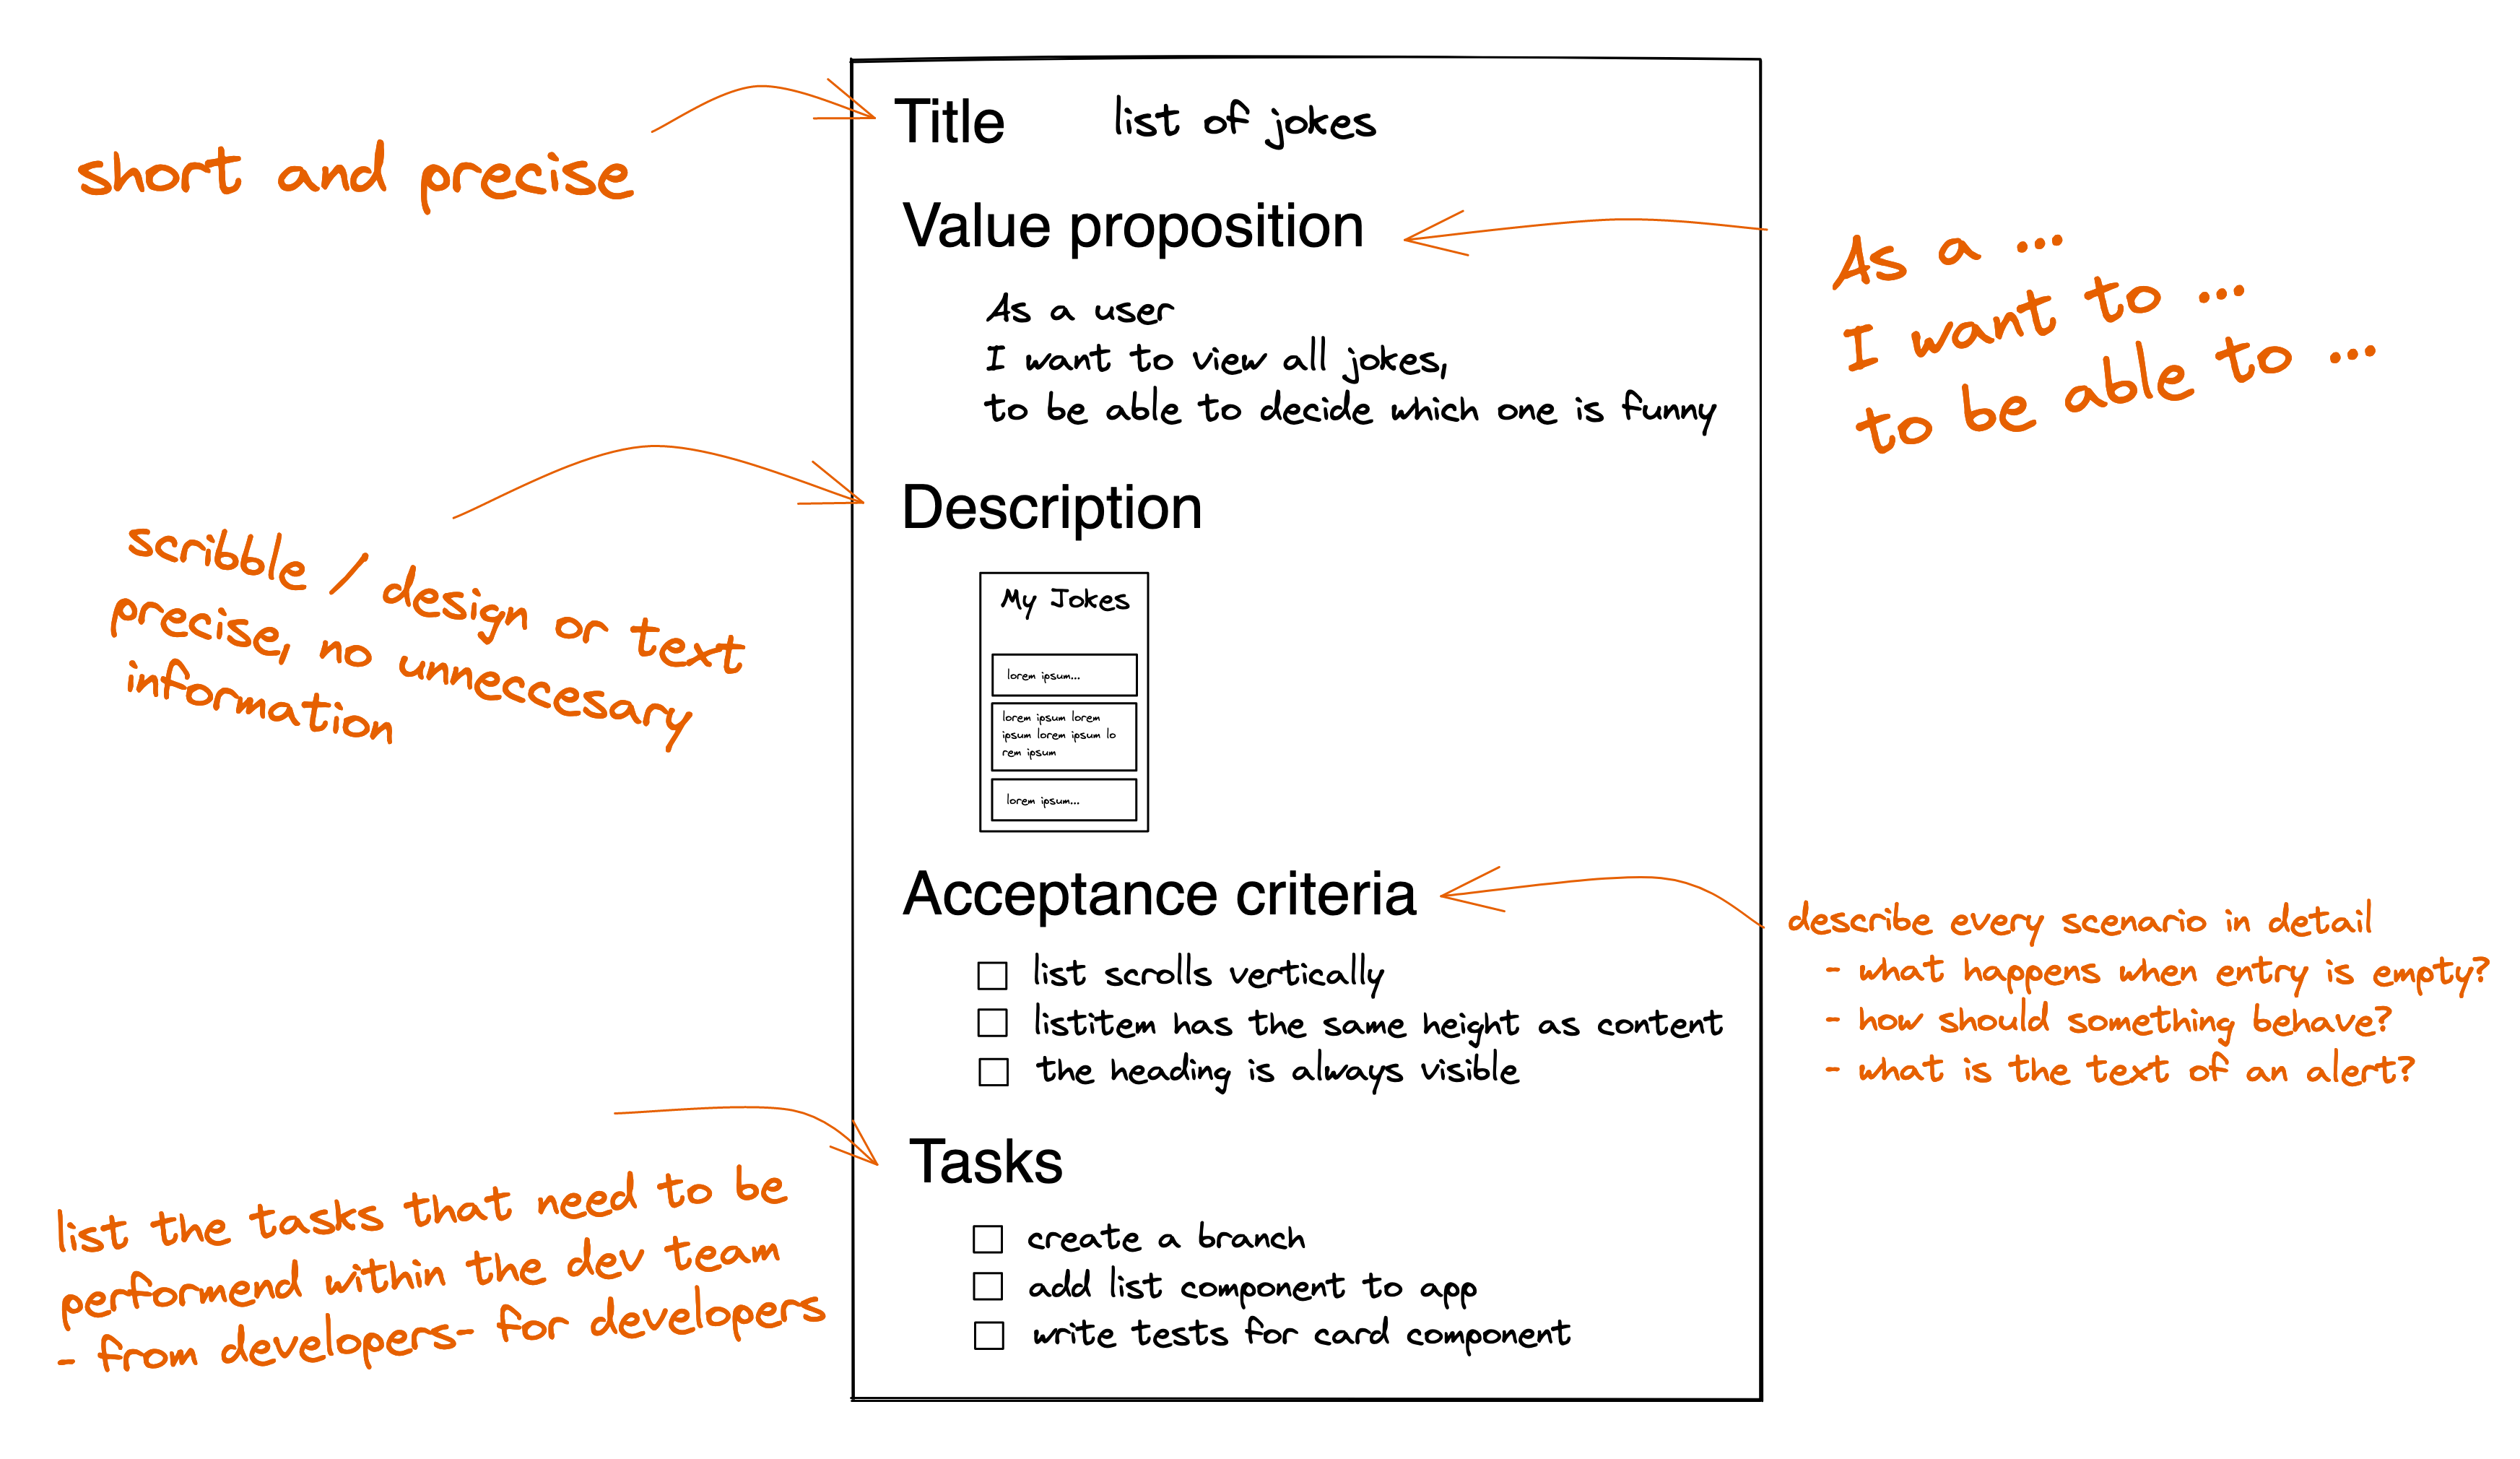 short and precise
Title list of jokes
Value proposition
As a user
I want to view all jokes,
to be able to decide which one is funny
As a ...
I want to ...
to be able to ...
scribble / design or text
precise, no unneccesary
information
Description
My Jokes
lorem ipsum...
lorem ipsum lorem
ipsum lorem ipsum lo
rem ipsum
lorem ipsum...
Acceptance criteria
list scrolls vertically
listitem has the same height as content
the heading is always visible
describe every scenario in detail
- what happens when entry is empty?
- how should something behave?
- what is the text of an alert?
list the tasks that need to be
performend within the dev team
- from developers- for developers
Tasks
create a branch
add list component to app
write tests for card component